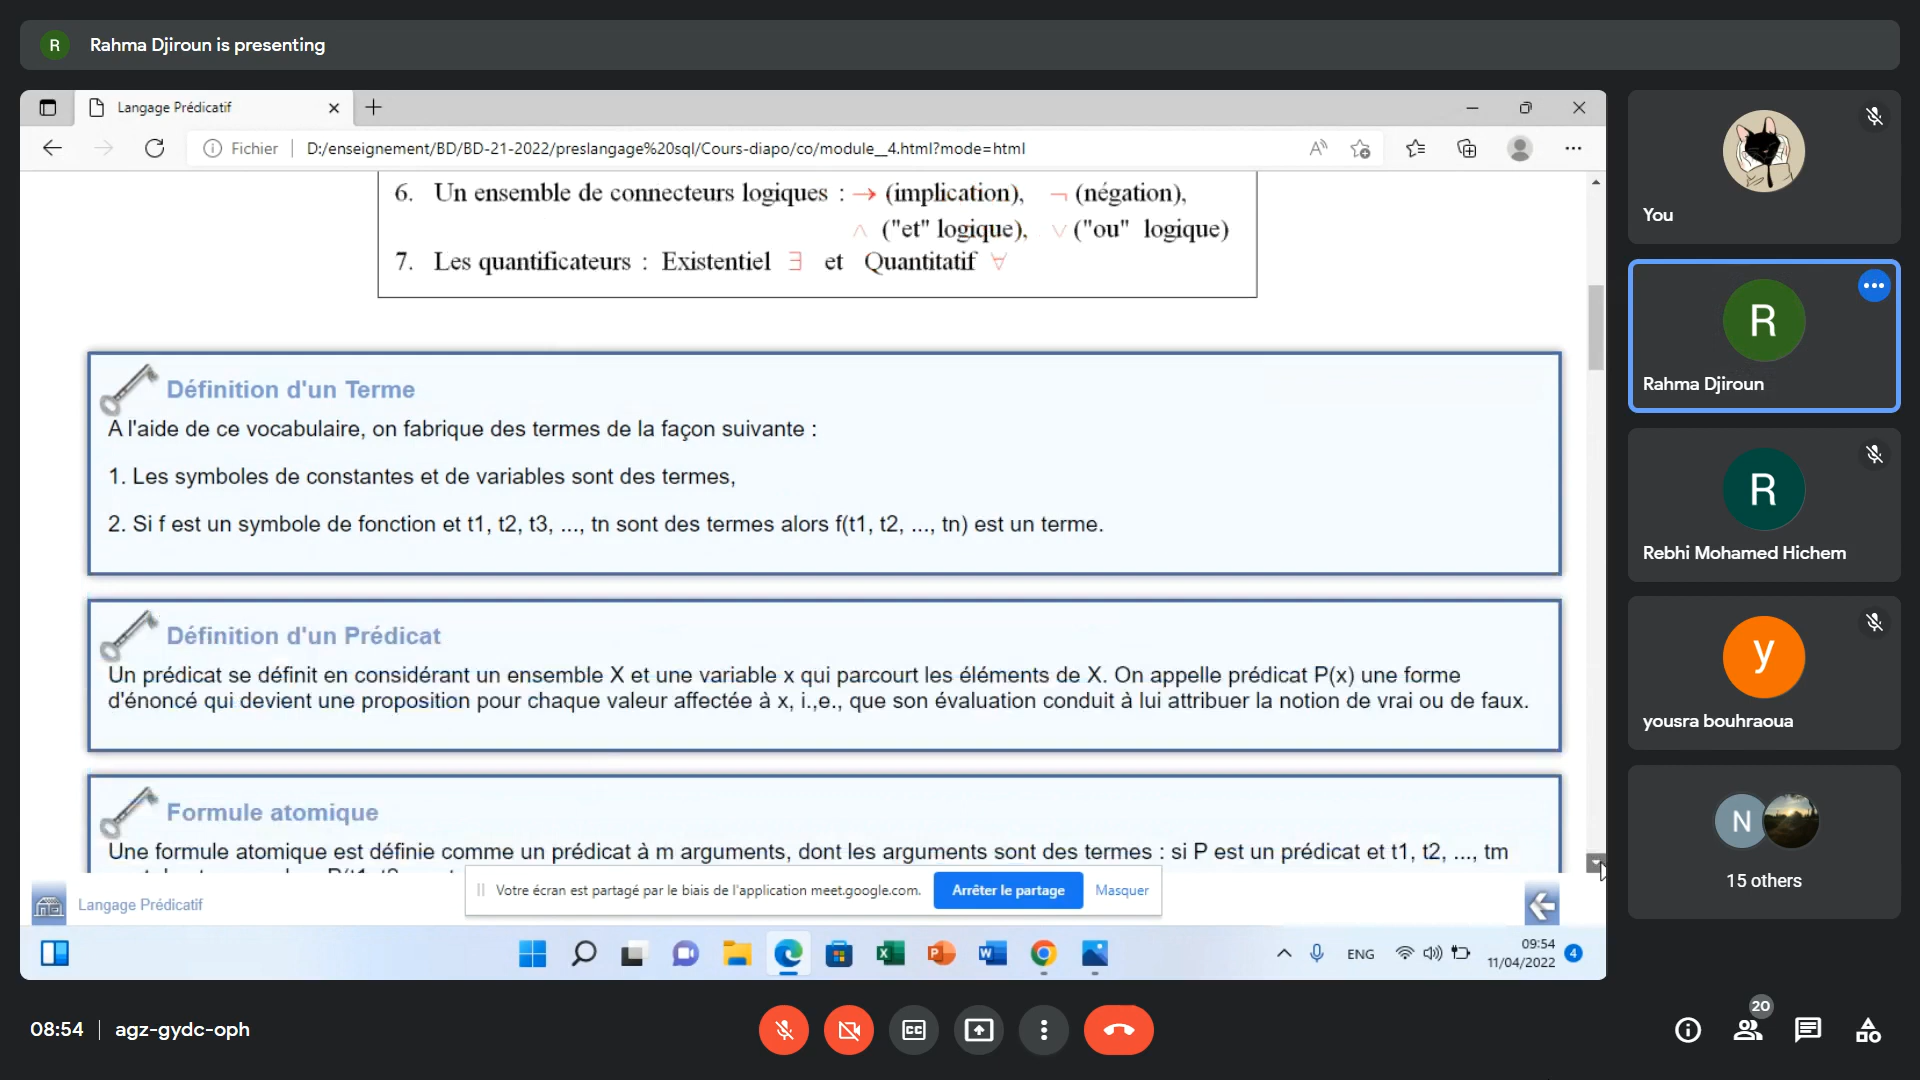 R Rahma Djiroun is presenting
Langage Prédicatif
Fichier D:/enseignement/BD/BD-21-2022/preslangage%20sql/Cours-diapo/co/module__4.html?mode=html
6. Un ensemble de connecteurs logiques : → (implication), ¬ (négation),
∧ ("et" logique), ∨ ("ou" logique)
7. Les quantificateurs : Existentiel ∃ et Quantitatif ∀
Définition d'un Terme
A l'aide de ce vocabulaire, on fabrique des termes de la façon suivante :
1. Les symboles de constantes et de variables sont des termes,
2. Si f est un symbole de fonction et t1, t2, t3, ..., tn sont des termes alors f(t1, t2, ..., tn) est un terme.
Définition d'un Prédicat
Un prédicat se définit en considérant un ensemble X et une variable x qui parcourt les éléments de X. On appelle prédicat P(x) une forme
d'énoncé qui devient une proposition pour chaque valeur affectée à x, i.,e., que son évaluation conduit à lui attribuer la notion de vrai ou de faux.
Formule atomique
Une formule atomique est définie comme un prédicat à m arguments, dont les arguments sont des termes : si P est un prédicat et t1, t2, ..., tm
Votre écran est partagé par le biais de l'application meet.google.com. Arrêter le partage Masquer
Langage Prédicatif
ENG
09:54
11/04/2022
4
You
R
Rahma Djiroun
R
Rebhi Mohamed Hichem
y
yousra bouhraoua
N
15 others
08:54 agz-gydc-oph
CC
20